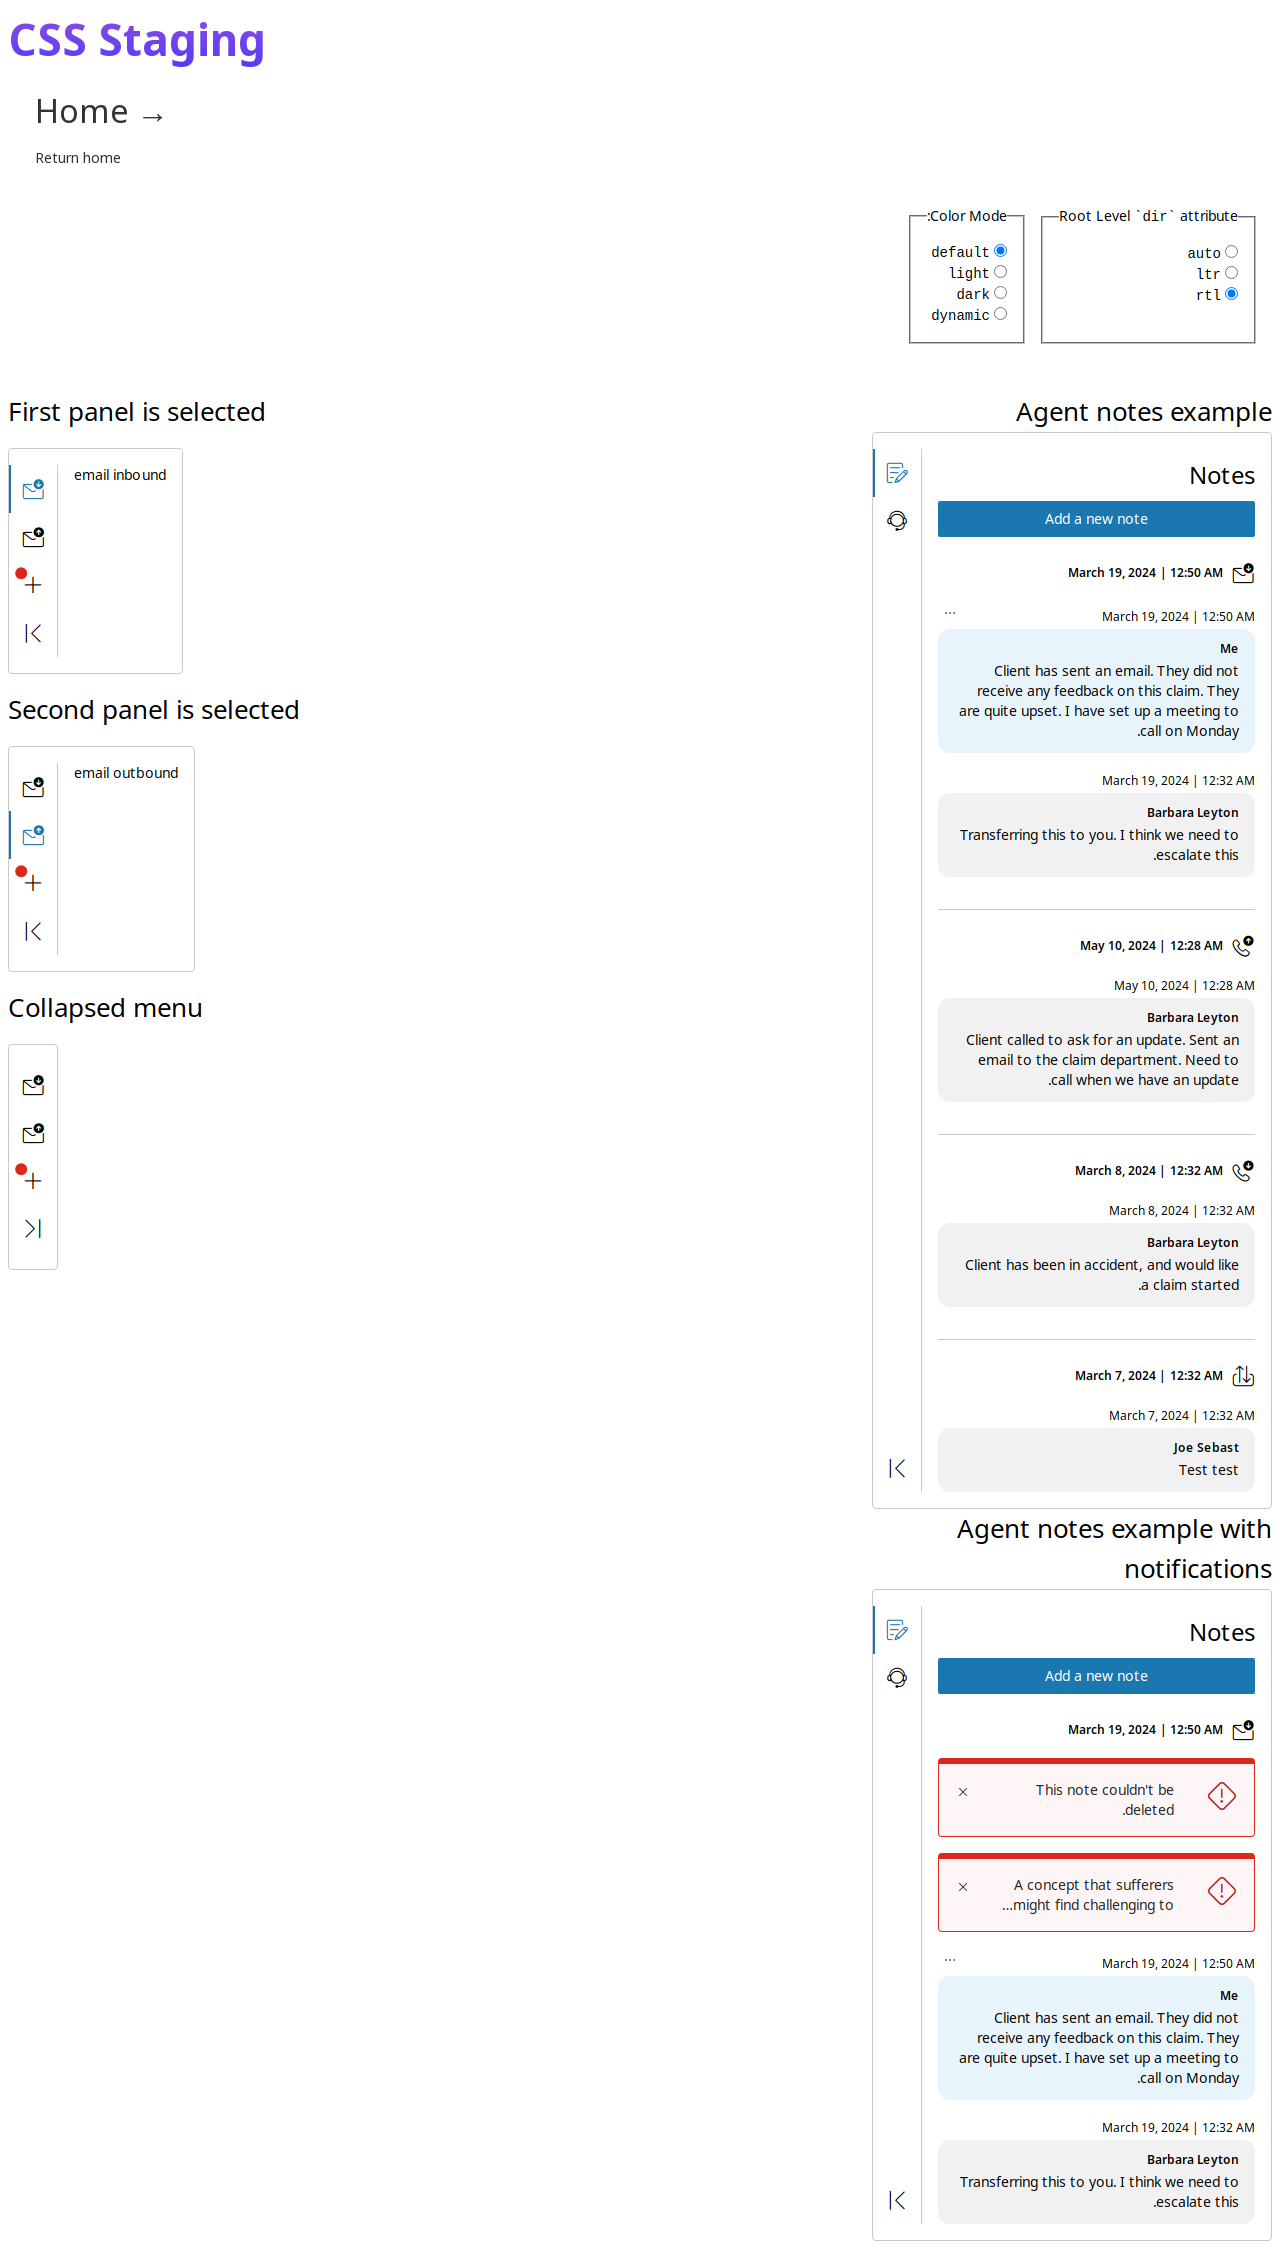 CSS Staging
Home →
Return home
Root Level `dir` attribute
auto
ltr
rtl
:Color Mode
default
light
dark
dynamic
First panel is selected
email inbound
Second panel is selected
email outbound
Collapsed menu
Agent notes example
Notes
Add a new note
March 19, 2024 | 12:50 AM
... March 19, 2024 | 12:50 AM
Me
Client has sent an email. They did not
receive any feedback on this claim. They
are quite upset. I have set up a meeting to
.call on Monday
March 19, 2024 | 12:32 AM
Barbara Leyton
Transferring this to you. I think we need to
.escalate this
May 10, 2024 | 12:28 AM
May 10, 2024 | 12:28 AM
Barbara Leyton
Client called to ask for an update. Sent an
email to the claim department. Need to
.call when we have an update
March 8, 2024 | 12:32 AM
March 8, 2024 | 12:32 AM
Barbara Leyton
Client has been in accident, and would like
.a claim started
March 7, 2024 | 12:32 AM
March 7, 2024 | 12:32 AM
Joe Sebast
Test test
Agent notes example with
notifications
Notes
Add a new note
March 19, 2024 | 12:50 AM
This note couldn't be
.deleted
A concept that sufferers
...might find challenging to
... March 19, 2024 | 12:50 AM
Me
Client has sent an email. They did not
receive any feedback on this claim. They
are quite upset. I have set up a meeting to
.call on Monday
March 19, 2024 | 12:32 AM
Barbara Leyton
Transferring this to you. I think we need to
.escalate this